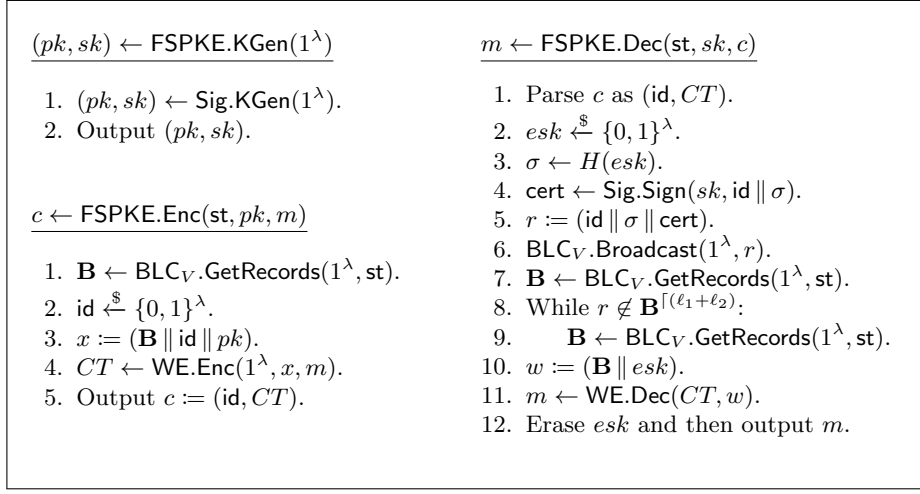 (pk, sk) ← FSPKE.KGen(1^λ)
1. (pk, sk) ← Sig.KGen(1^λ).
2. Output (pk, sk).
c ← FSPKE.Enc(st, pk, m)
1. B ← BLC_V.GetRecords(1^λ, st).
2. id ←$ {0, 1}^λ.
3. x := (B ∥ id ∥ pk).
4. CT ← WE.Enc(1^λ, x, m).
5. Output c := (id, CT).
m ← FSPKE.Dec(st, sk, c)
1. Parse c as (id, CT).
2. esk ←$ {0, 1}^λ.
3. σ ← H(esk).
4. cert ← Sig.Sign(sk, id ∥ σ).
5. r := (id ∥ σ ∥ cert).
6. BLC_V.Broadcast(1^λ, r).
7. B ← BLC_V.GetRecords(1^λ, st).
8. While r ∉ B^⌈(ℓ₁+ℓ₂):
9. B ← BLC_V.GetRecords(1^λ, st).
10. w := (B ∥ esk).
11. m ← WE.Dec(CT, w).
12. Erase esk and then output m.